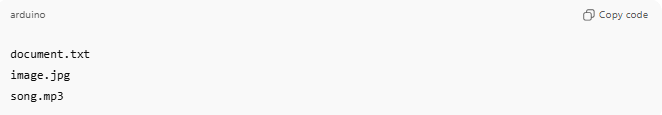 arduino
Copy code
document.txt
image.jpg
song.mp3